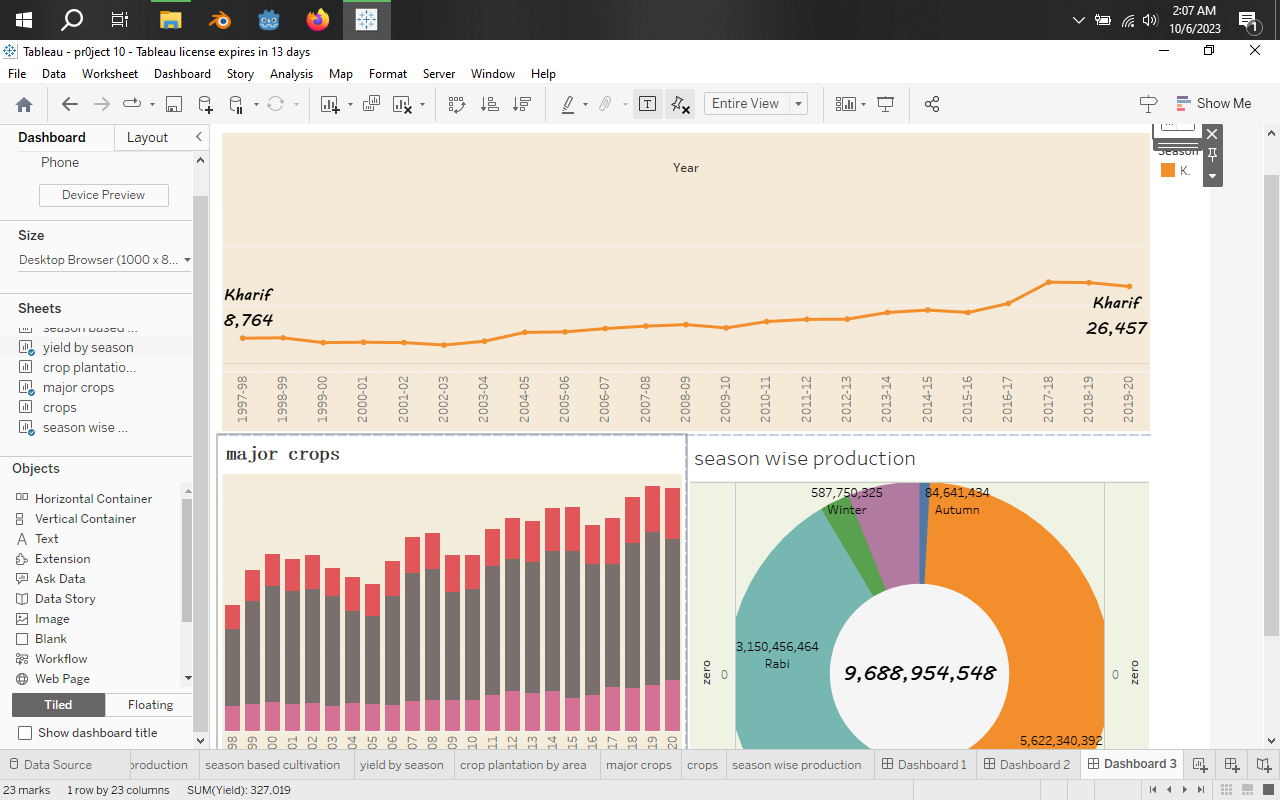 2:07 AM
10/6/2023
1
Tableau - pr0ject 10 - Tableau license expires in 13 days
File Data Worksheet Dashboard Story Analysis Map Format Server Window Help
Entire View
Show Me
Dashboard Layout
Phone
Device Preview
Size
Desktop Browser (1000 x 8...
Sheets
season based ...
yield by season
crop plantatio...
major crops
crops
season wise ...
Objects
Horizontal Container
Vertical Container
Text
Extension
Ask Data
Data Story
Image
Blank
Workflow
Web Page
Tiled Floating
Show dashboard title
Year
Season
K.
Kharif
8,764
Kharif
26,457
1997-98 1998-99 1999-00 2000-01 2001-02 2002-03 2003-04 2004-05 2005-06 2006-07 2007-08 2008-09 2009-10 2010-11 2011-12 2012-13 2013-14 2014-15 2015-16 2016-17 2017-18 2018-19 2019-20
major crops
98 99 00 01 02 03 04 05 06 07 08 09 10 11 12 13 14 15 16 17 18 19 20
season wise production
587,750,325
Winter
84,641,434
Autumn
3,150,456,464
Rabi
9,688,954,548
5,622,340,392
zero
0
0
zero
Data Source production season based cultivation yield by season crop plantation by area major crops crops season wise production Dashboard 1 Dashboard 2 Dashboard 3
23 marks 1 row by 23 columns SUM(Yield): 327,019